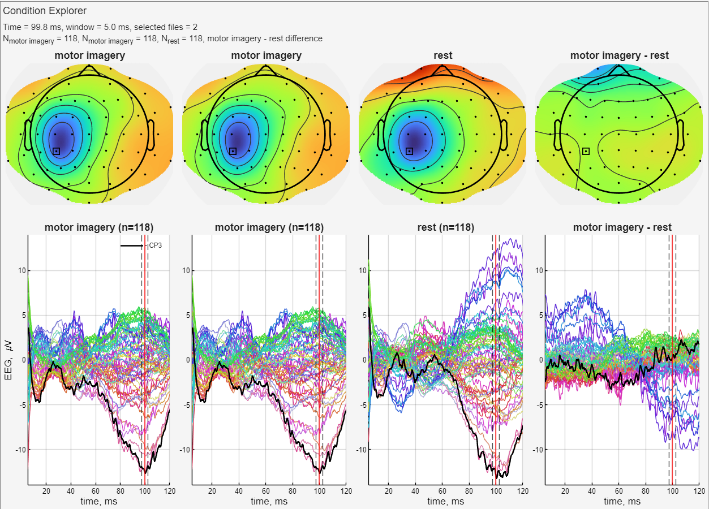 Condition Explorer
Time = 99.8 ms, window = 5.0 ms, selected files = 2
Nmotor imagery = 118, Nmotor imagery = 118, Nrest = 118, motor imagery - rest difference
motor imagery motor imagery rest motor imagery - rest
motor imagery (n=118) motor imagery (n=118) rest (n=118) motor imagery - rest
CP3
EEG, μV
10 10 10 10
5 5 5 5
0 0 0 0
-5 -5 -5 -5
-10 -10 -10 -10
20 40 60 80 100 120 20 40 60 80 100 120 20 40 60 80 100 120 20 40 60 80 100 120
time, ms time, ms time, ms time, ms